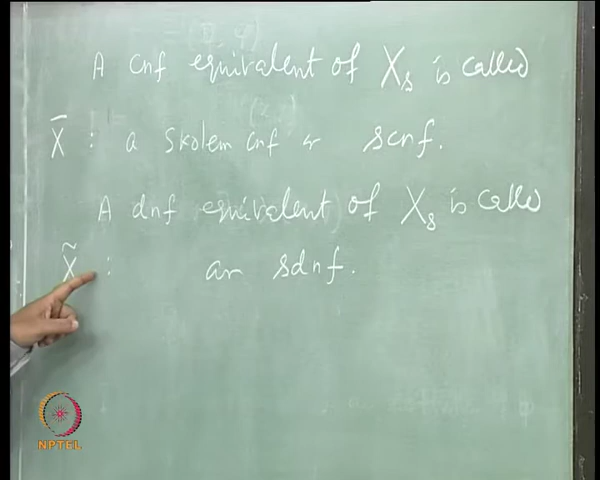 A cnf equivalent of Xₛ is called
X̄ : a skolem cnf or scnf.
A dnf equivalent of Xₛ is called
X̃ : an sdnf.
NPTEL